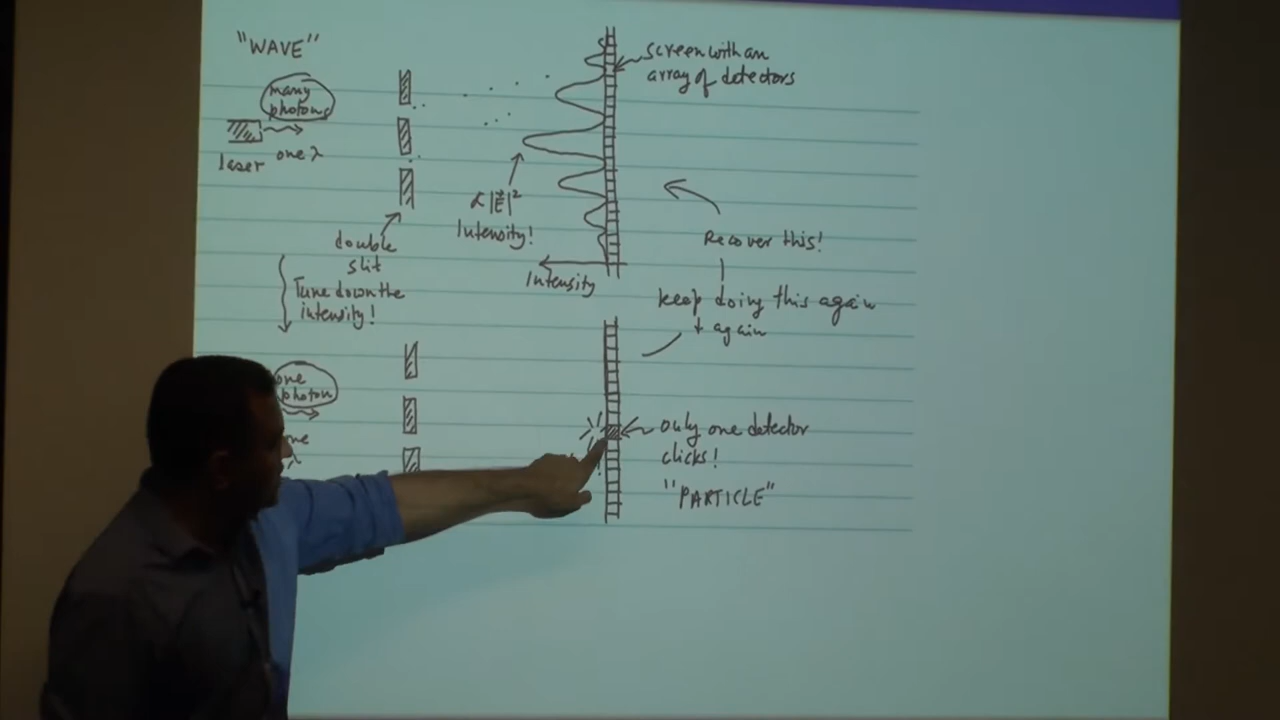 "WAVE"
many
photons
laser
one λ
double
slit
α|E⃗|²
Intensity!
Intensity
screen with an
array of detectors
Recover this!
keep doing this again
+ again
Tune down the
intensity!
one
photon
one
λ
only one detector
clicks!
"PARTICLE"